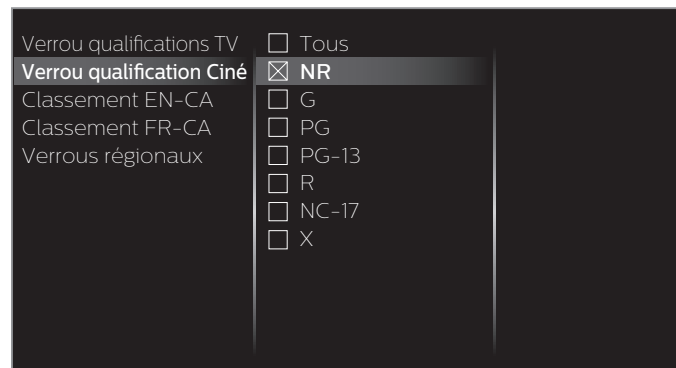 Verrou qualifications TV
Verrou qualification Ciné
Classement EN-CA
Classement FR-CA
Verrous régionaux
Tous
NR
G
PG
PG-13
R
NC-17
X